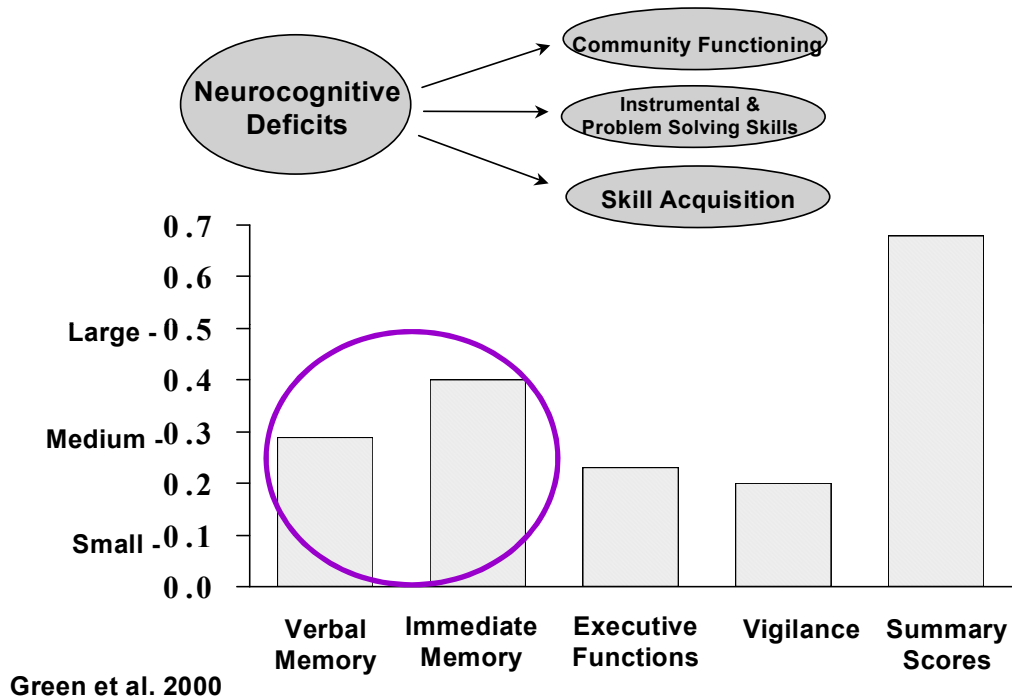 Neurocognitive
Deficits
Community Functioning
Instrumental &
Problem Solving Skills
Skill Acquisition
0.7
0.6
Large - 0.5
0.4
Medium - 0.3
0.2
Small - 0.1
0.0
Verbal
Memory
Immediate
Memory
Executive
Functions
Vigilance
Summary
Scores
Green et al. 2000